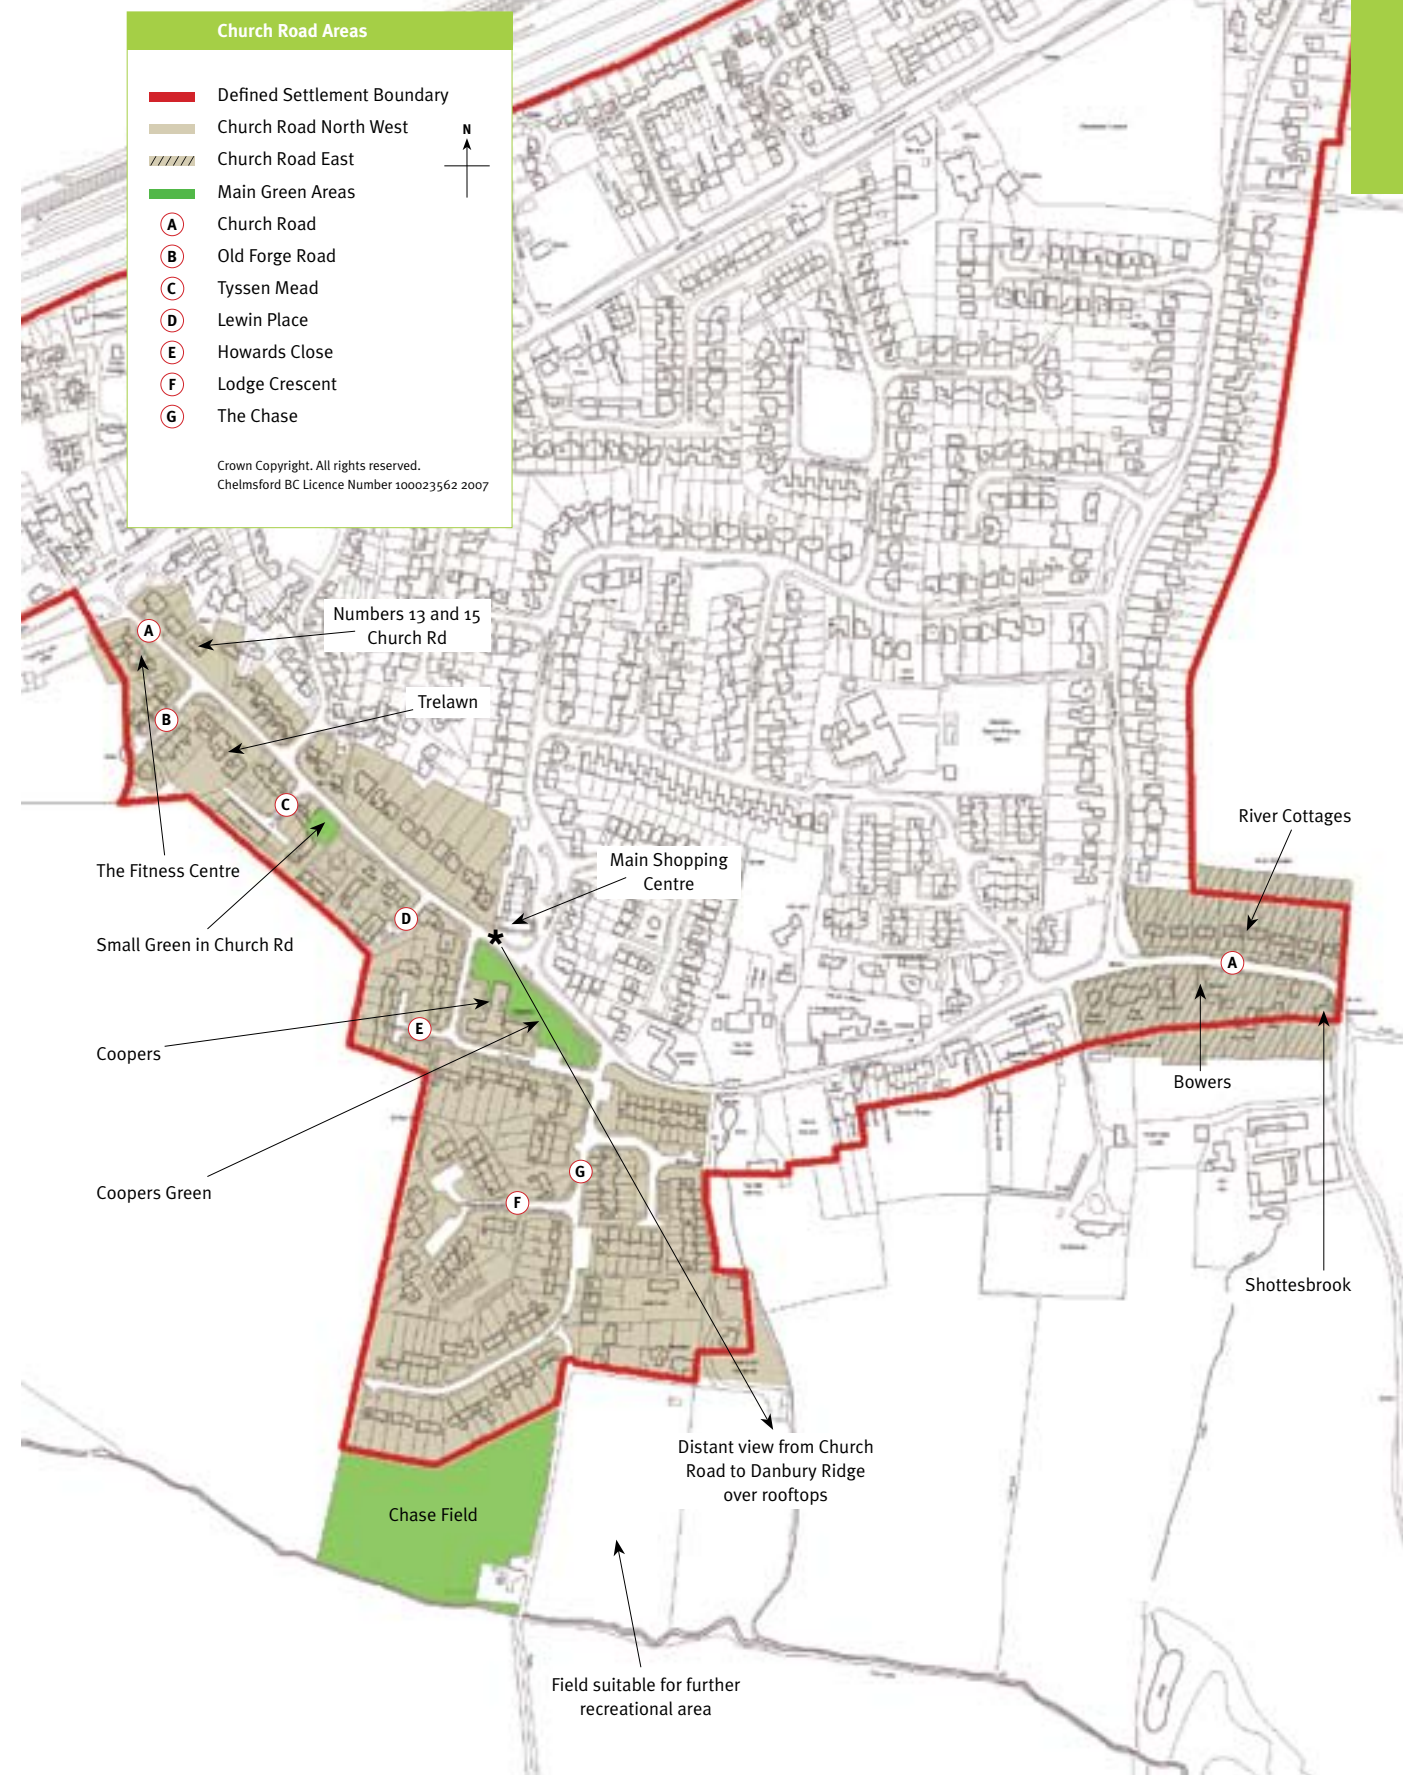 Church Road Areas
Defined Settlement Boundary
Church Road North West
Church Road East
Main Green Areas
A Church Road
B Old Forge Road
C Tyssen Mead
D Lewin Place
E Howards Close
F Lodge Crescent
G The Chase
N
Crown Copyright. All rights reserved.
Chelmsford BC Licence Number 100023562 2007
Numbers 13 and 15
Church Rd
A
Trelawn
B
C
River Cottages
The Fitness Centre
Main Shopping
Centre
D
Small Green in Church Rd
*
A
E
Coopers
Bowers
G
Coopers Green
F
Shottesbrook
Distant view from Church
Road to Danbury Ridge
over rooftops
Chase Field
Field suitable for further
recreational area